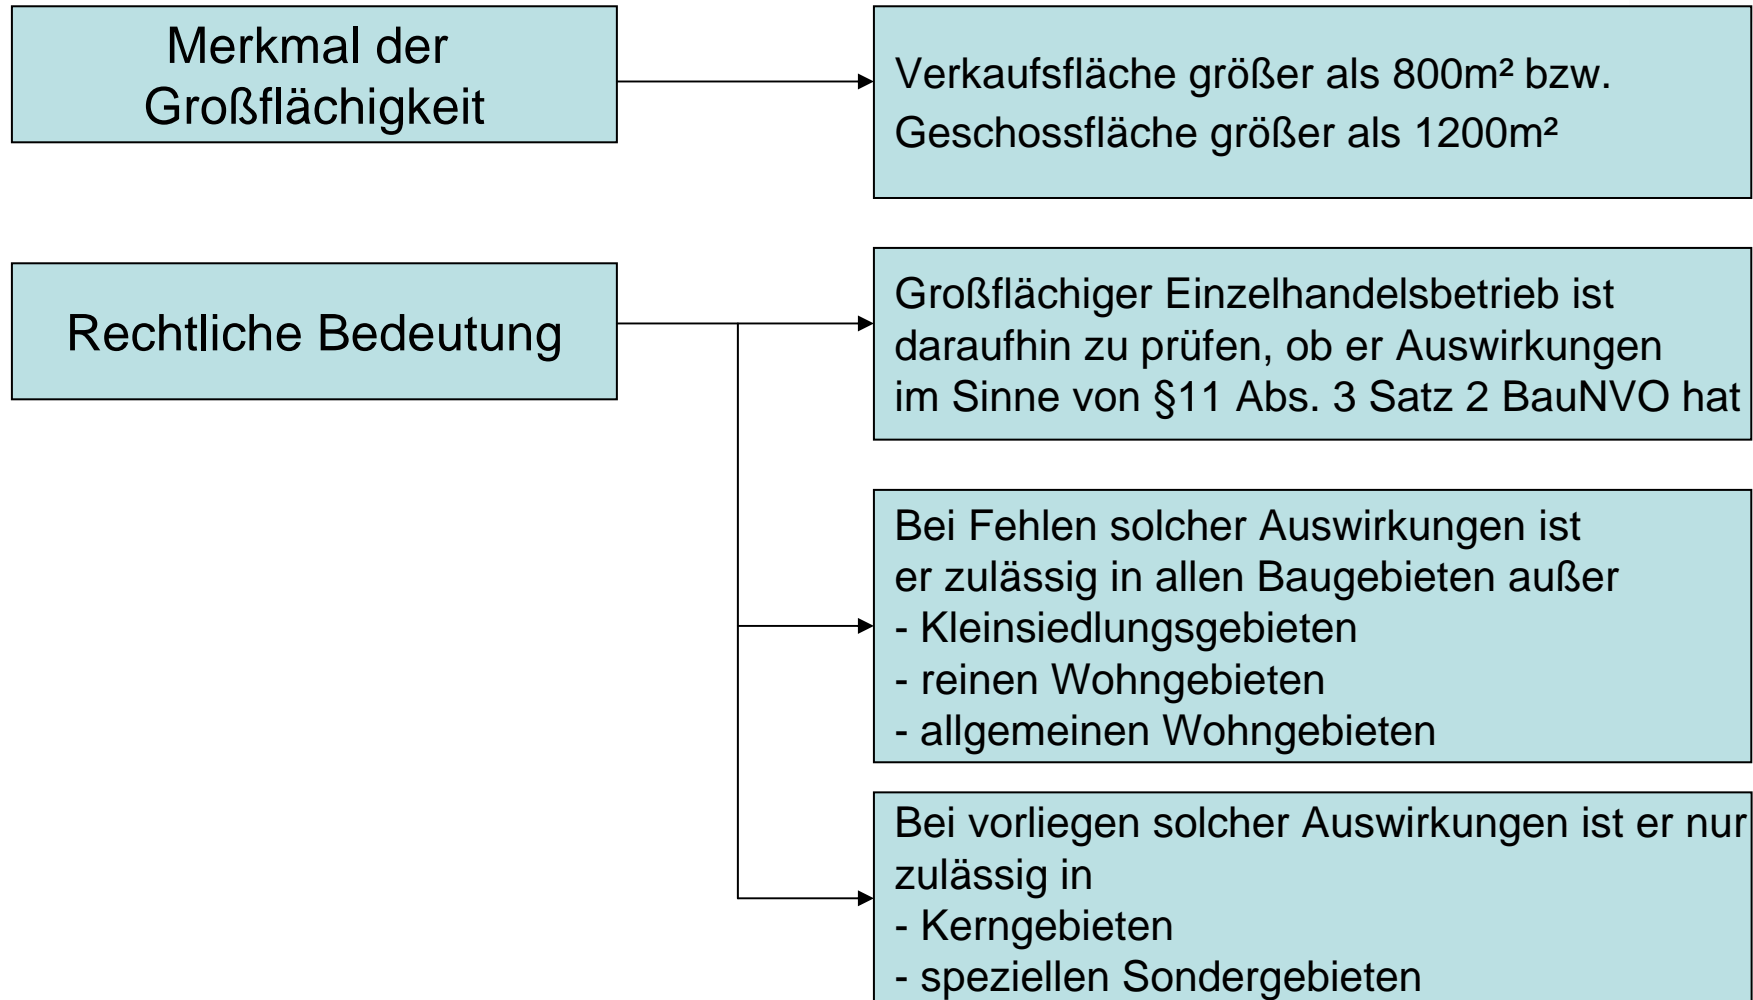 Merkmal der
Großflächigkeit
Verkaufsfläche größer als 800m² bzw.
Geschossfläche größer als 1200m²
Rechtliche Bedeutung
Großflächiger Einzelhandelsbetrieb ist
daraufhin zu prüfen, ob er Auswirkungen
im Sinne von §11 Abs. 3 Satz 2 BauNVO hat
Bei Fehlen solcher Auswirkungen ist
er zulässig in allen Baugebieten außer
- Kleinsiedlungsgebieten
- reinen Wohngebieten
- allgemeinen Wohngebieten
Bei vorliegen solcher Auswirkungen ist er nur
zulässig in
- Kerngebieten
- speziellen Sondergebieten